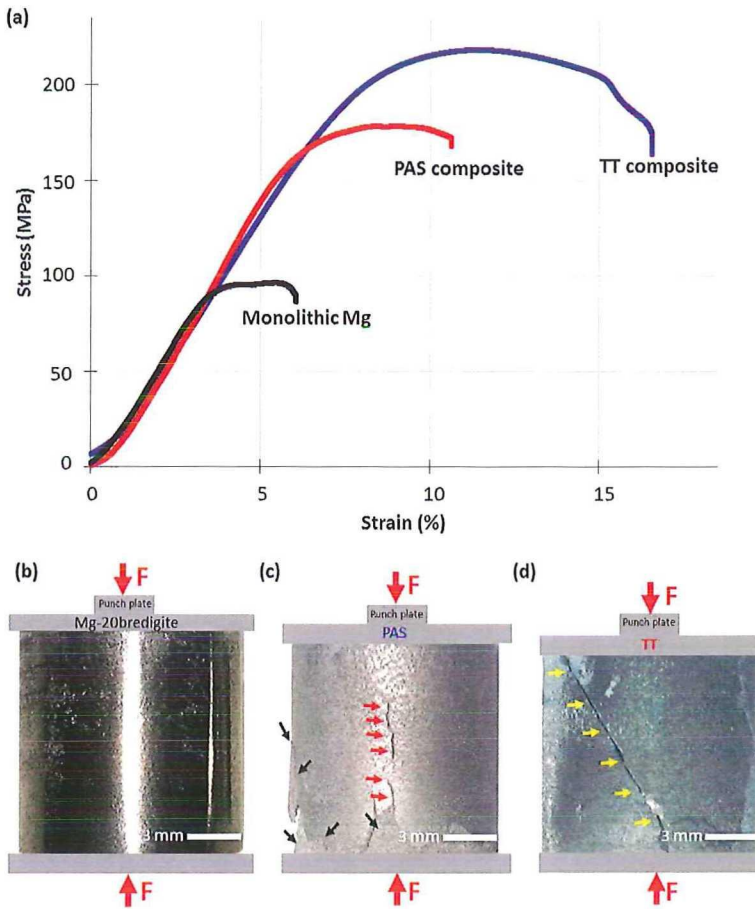 (a)
200
150
100
50
0
0
5
10
15
Stress (MPa)
Strain (%)
PAS composite
TT composite
Monolithic Mg
(b)
F
Punch plate
Mg-20bredigite
3 mm
F
(c)
F
Punch plate
PAS
3 mm
F
(d)
F
Punch plate
TT
3 mm
F